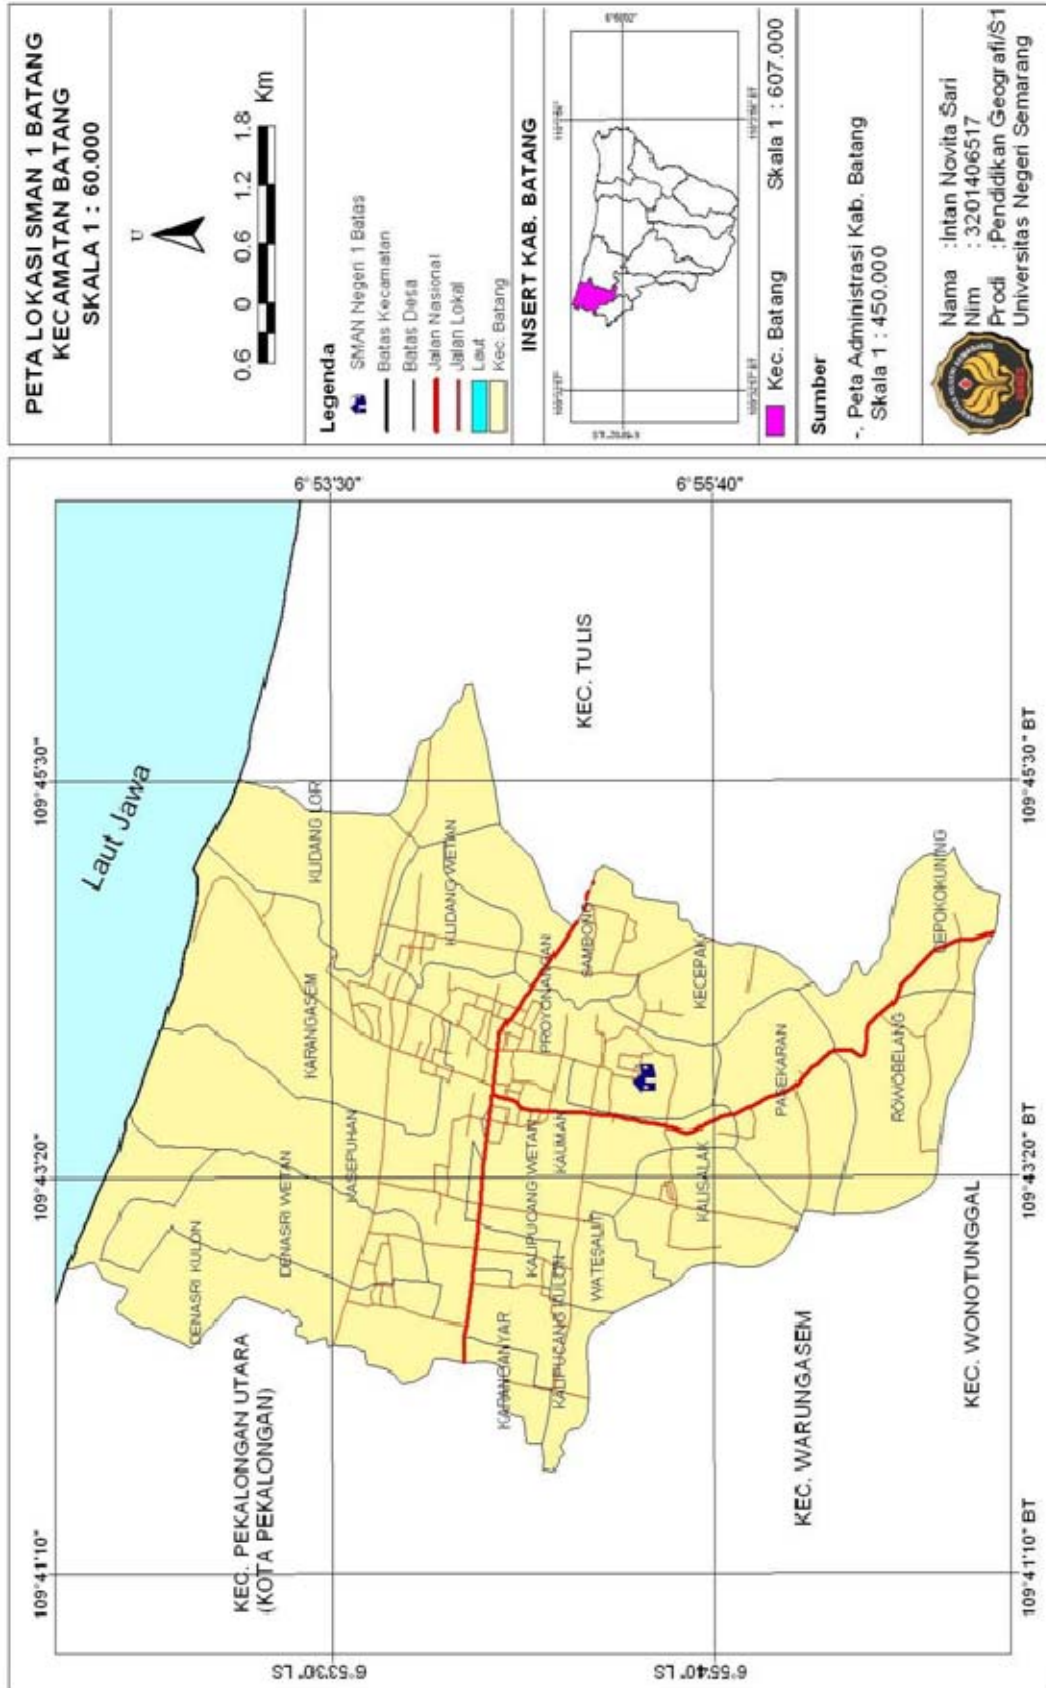 PETA LOKASI SMAN 1 BATANG
KECAMATAN BATANG
SKALA 1 : 60.000
U
0.6 0 0.6 1.2 1.8 Km
Legenda
SMAN Negeri 1 Batas
Batas Kecamatan
Batas Desa
Jalan Nasional
Jalan Lokal
Laut
Kec. Batang
INSERT KAB. BATANG
Kec. Batang Skala 1 : 607.000
Sumber
-. Peta Administrasi Kab. Batang
Skala 1 : 450.000
Nama : Intan Novita Sari
Nim : 3201406517
Prodi : Pendidikan Geografi/S1
Universitas Negeri Semarang
109°41'10" 109°43'20" 109°45'30"
Laut Jawa
KEC. PEKALONGAN UTARA
(KOTA PEKALONGAN)
DENASRI KULON
DENASRI WETAN
KASEPUHAN
KARANGASEM
KLIDANG LOR
KLIDANG WETAN
KARANGANYAR
KALIPUCANG KULON
KALIPUCANG WETAN
KAUMAN
PROYONANGAN
SAMBONG
WATESALIT
KALISALAK
KECEPAK
PASEKARAN
ROWOBELANG
KEC. TULIS
KEC. WARUNGASEM
KEC. WONOTUNGGAL
6°53'30" LS
6°55'40" LS
6°53'30"
6°55'40"
109°41'10" BT 109°43'20" BT 109°45'30" BT